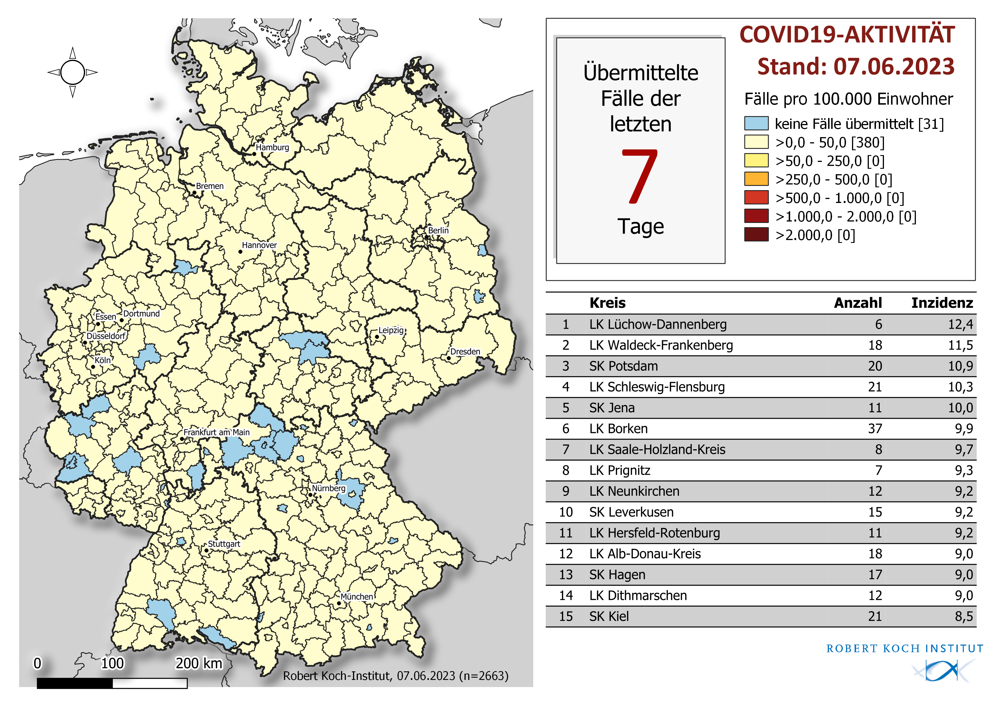 COVID19-AKTIVITÄT
Stand: 07.06.2023
Übermittelte
Fälle der
letzten
7
Tage
Fälle pro 100.000 Einwohner
keine Fälle übermittelt [31]
>0,0 - 50,0 [380]
>50,0 - 250,0 [0]
>250,0 - 500,0 [0]
>500,0 - 1.000,0 [0]
>1.000,0 - 2.000,0 [0]
>2.000,0 [0]
Hamburg
Bremen
Berlin
Hannover
Essen
Dortmund
Düsseldorf
Köln
Leipzig
Dresden
Frankfurt am Main
Nürnberg
Stuttgart
München
0 100 200 km
Robert Koch-Institut, 07.06.2023 (n=2663)
Kreis Anzahl Inzidenz
1 LK Lüchow-Dannenberg 6 12,4
2 LK Waldeck-Frankenberg 18 11,5
3 SK Potsdam 20 10,9
4 LK Schleswig-Flensburg 21 10,3
5 SK Jena 11 10,0
6 LK Borken 37 9,9
7 LK Saale-Holzland-Kreis 8 9,7
8 LK Prignitz 7 9,3
9 LK Neunkirchen 12 9,2
10 SK Leverkusen 15 9,2
11 LK Hersfeld-Rotenburg 11 9,2
12 LK Alb-Donau-Kreis 18 9,0
13 SK Hagen 17 9,0
14 LK Dithmarschen 12 9,0
15 SK Kiel 21 8,5
ROBERT KOCH INSTITUT